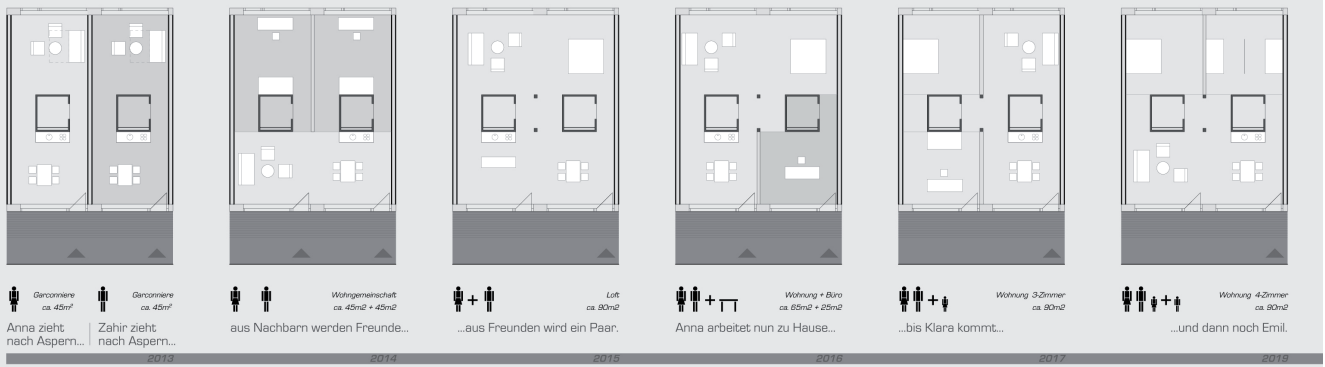 Garconniere
ca. 45m²
Anna zieht
nach Aspern...
Garconniere
ca. 45m²
Zahir zieht
nach Aspern...
Wohngemeinschaft
ca. 45m2 + 45m2
aus Nachbarn werden Freunde...
Loft
ca. 90m2
...aus Freunden wird ein Paar.
Wohnung + Büro
ca. 65m2 + 25m2
Anna arbeitet nun zu Hause...
Wohnung 3-Zimmer
ca. 90m2
...bis Klara kommt...
Wohnung 4-Zimmer
ca. 90m2
...und dann noch Emil.
2013
2014
2015
2016
2017
2019